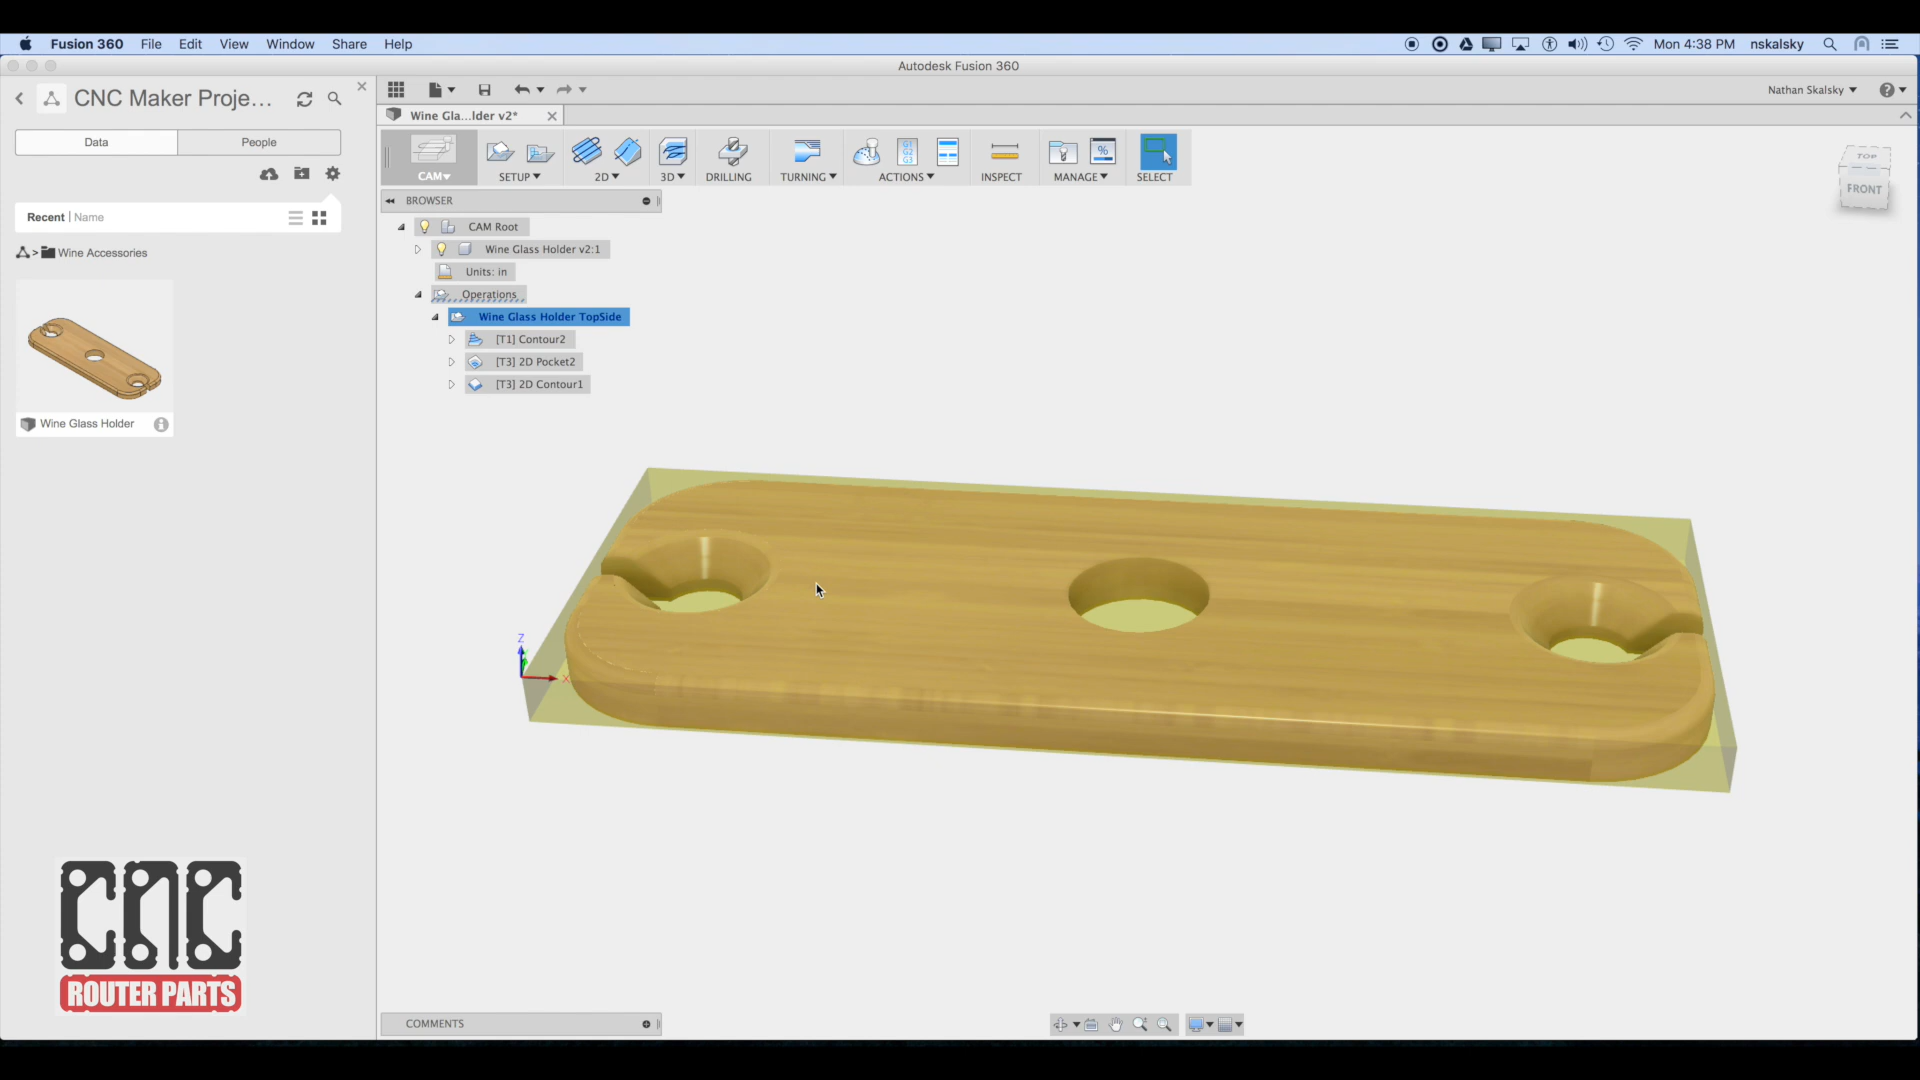 Fusion 360 File Edit View Window Share Help Mon 4:38 PM nskalsky
Autodesk Fusion 360
CNC Maker Proje...
Nathan Skalsky
Wine Gla...lder v2*
Data People
CAM SETUP 2D 3D DRILLING TURNING ACTIONS INSPECT MANAGE SELECT
G1
G2
G3
%
TOP
FRONT
BROWSER
Recent | Name
CAM Root
Wine Glass Holder v2:1
> Wine Accessories
Units: in
Operations
Wine Glass Holder TopSide
[T1] Contour2
[T3] 2D Pocket2
[T3] 2D Contour1
Wine Glass Holder
Z
X
CNC
ROUTER PARTS
COMMENTS